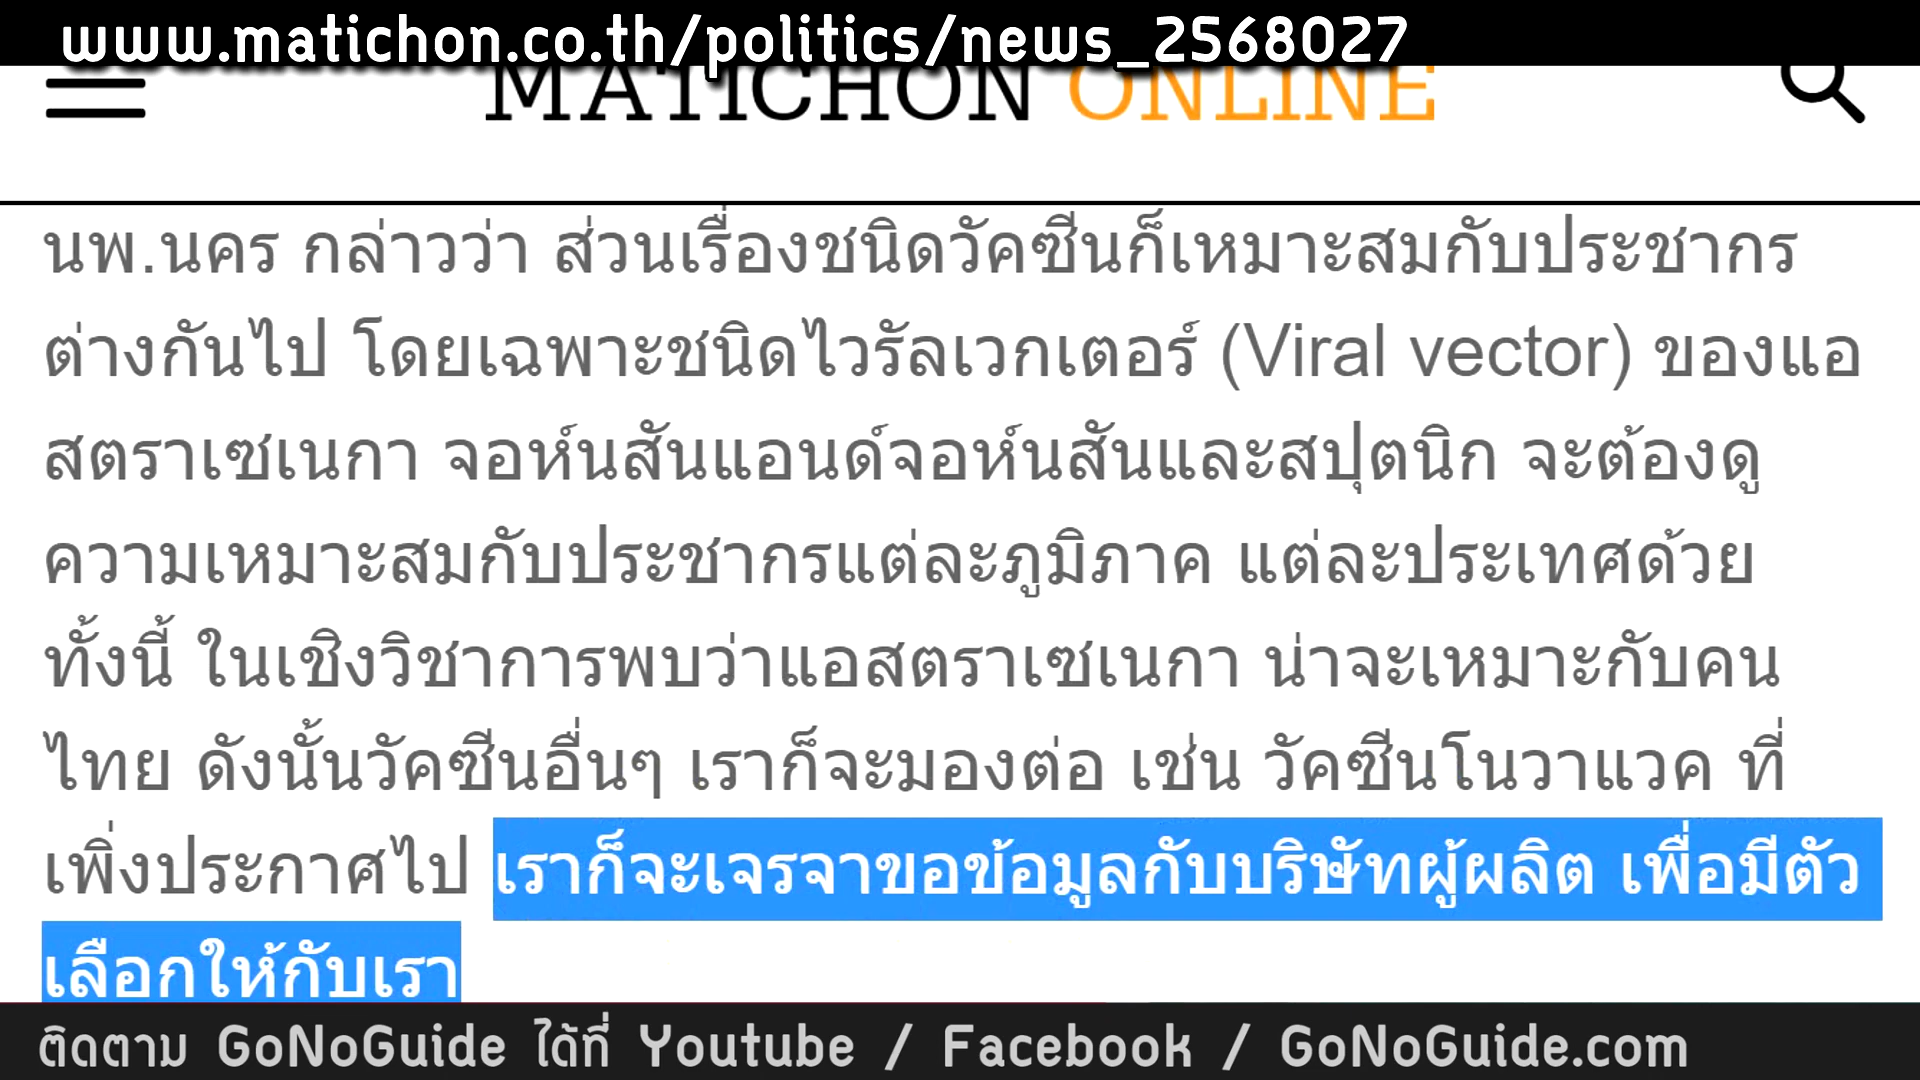 www.matichon.co.th/politics/news_2568027
MATICHON ONLINE
นพ.นคร กล่าวว่า ส่วนเรื่องชนิดวัคซีนก็เหมาะสมกับประชากร
ต่างกันไป โดยเฉพาะชนิดไวรัลเวกเตอร์ (Viral vector) ของแอ
สตราเซเนกา จอห์นสันแอนด์จอห์นสันและสปุตนิก จะต้องดู
ความเหมาะสมกับประชากรแต่ละภูมิภาค แต่ละประเทศด้วย
ทั้งนี้ ในเชิงวิชาการพบว่าแอสตราเซเนกา น่าจะเหมาะกับคน
ไทย ดังนั้นวัคซีนอื่นๆ เราก็จะมองต่อ เช่น วัคซีนโนวาแวค ที่
เพิ่งประกาศไป เราก็จะเจรจาขอข้อมูลกับบริษัทผู้ผลิต เพื่อมีตัว
เลือกให้กับเรา
ติดตาม GoNoGuide ได้ที่ Youtube / Facebook / GoNoGuide.com